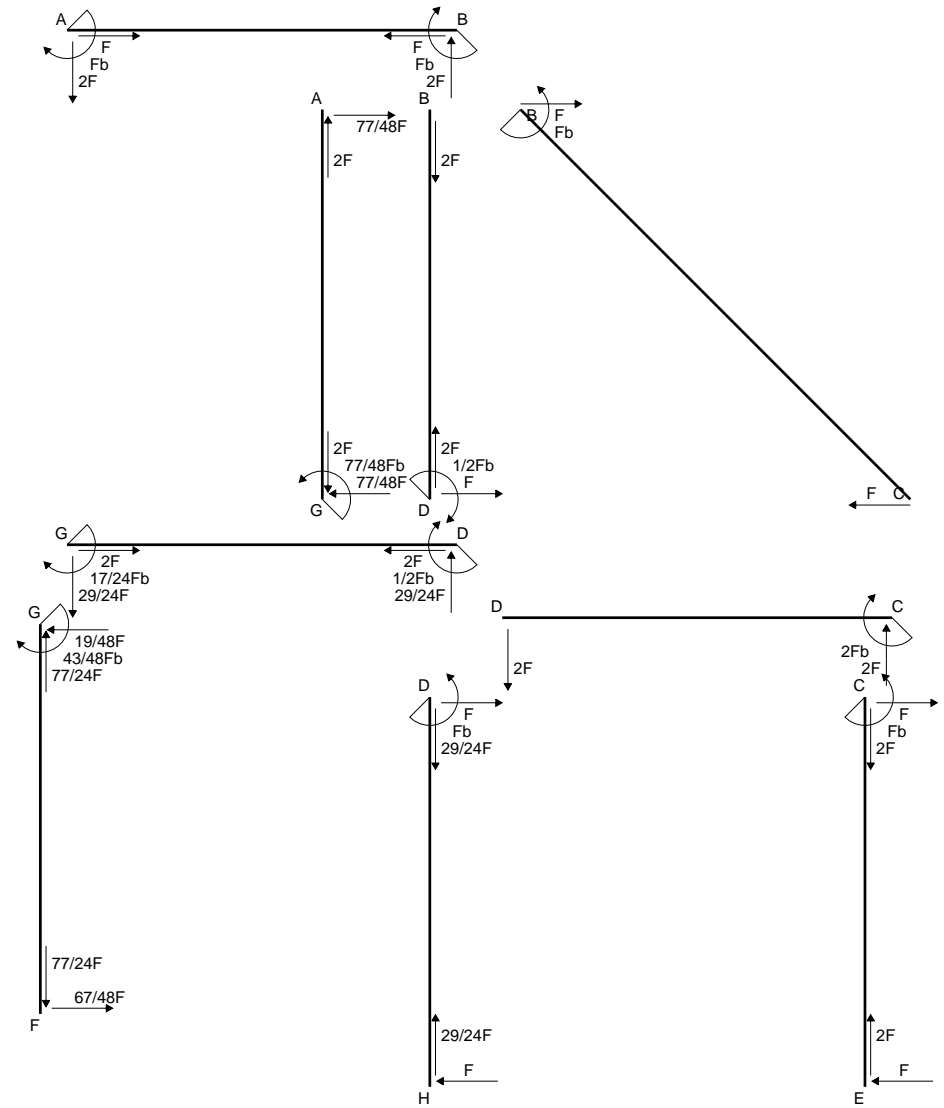 A B
F F
Fb Fb
2F 2F
A B
77/48F
2F 2F
B F
Fb
2F 2F
77/48Fb 1/2Fb
77/48F F
G D
F C
G D
2F 2F
17/24Fb 1/2Fb
29/24F 29/24F
G
19/48F
43/48Fb
77/24F
D C
2Fb
2F 2F
D C
F F
Fb Fb
29/24F 2F
77/24F
67/48F
F
29/24F 2F
F F
H E